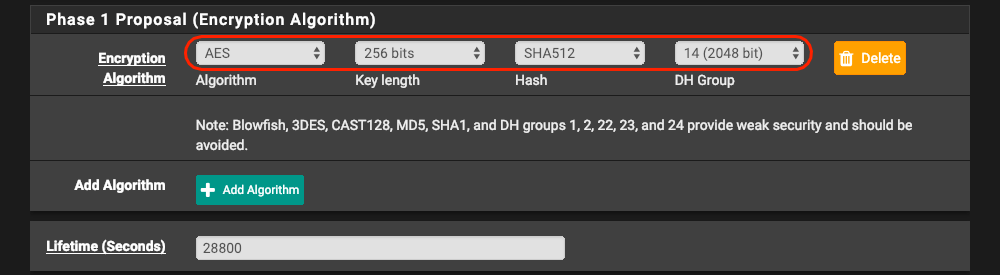 Phase 1 Proposal (Encryption Algorithm)
Encryption Algorithm
AES 256 bits SHA512 14 (2048 bit)
Delete
Algorithm Key length Hash DH Group
Note: Blowfish, 3DES, CAST128, MD5, SHA1, and DH groups 1, 2, 22, 23, and 24 provide weak security and should be
avoided.
Add Algorithm
Add Algorithm
Lifetime (Seconds)
28800